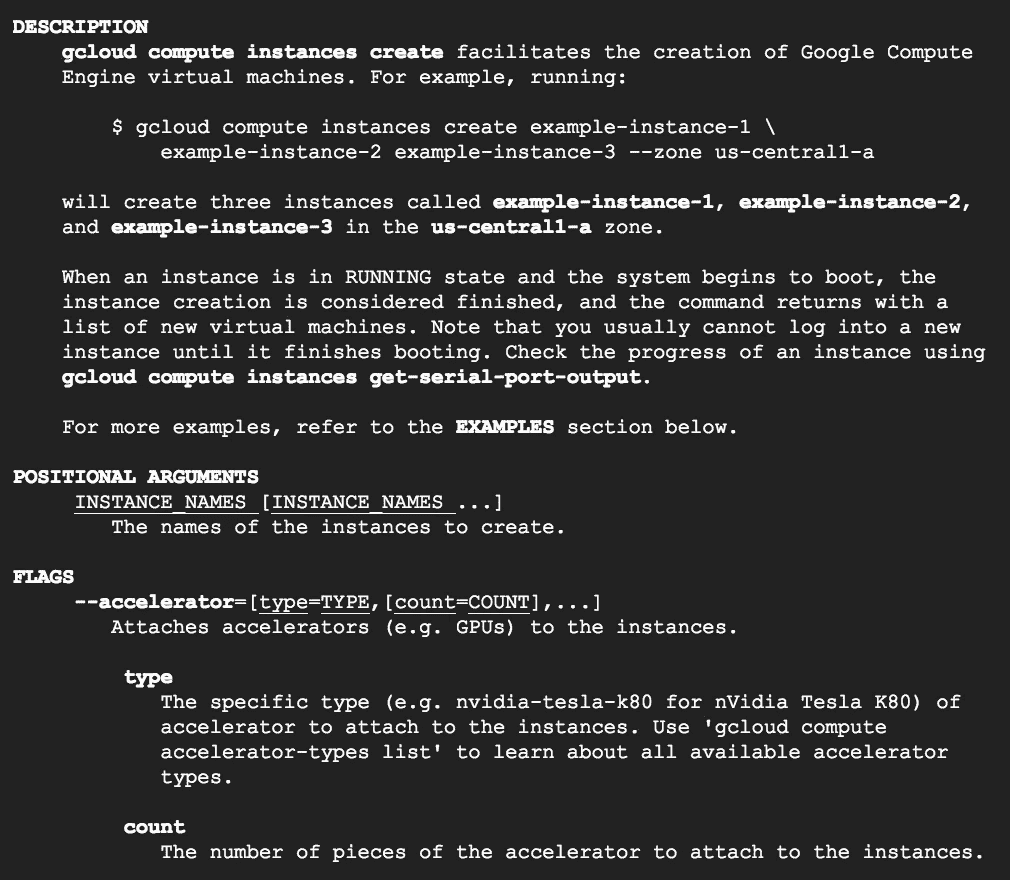 DESCRIPTION
gcloud compute instances create facilitates the creation of Google Compute
Engine virtual machines. For example, running:
$ gcloud compute instances create example-instance-1 \
example-instance-2 example-instance-3 --zone us-central1-a
will create three instances called example-instance-1, example-instance-2,
and example-instance-3 in the us-central1-a zone.
When an instance is in RUNNING state and the system begins to boot, the
instance creation is considered finished, and the command returns with a
list of new virtual machines. Note that you usually cannot log into a new
instance until it finishes booting. Check the progress of an instance using
gcloud compute instances get-serial-port-output.
For more examples, refer to the EXAMPLES section below.
POSITIONAL ARGUMENTS
INSTANCE_NAMES [INSTANCE_NAMES ...]
The names of the instances to create.
FLAGS
--accelerator=[type=TYPE,[count=COUNT],...]
Attaches accelerators (e.g. GPUs) to the instances.
type
The specific type (e.g. nvidia-tesla-k80 for nVidia Tesla K80) of
accelerator to attach to the instances. Use 'gcloud compute
accelerator-types list' to learn about all available accelerator
types.
count
The number of pieces of the accelerator to attach to the instances.